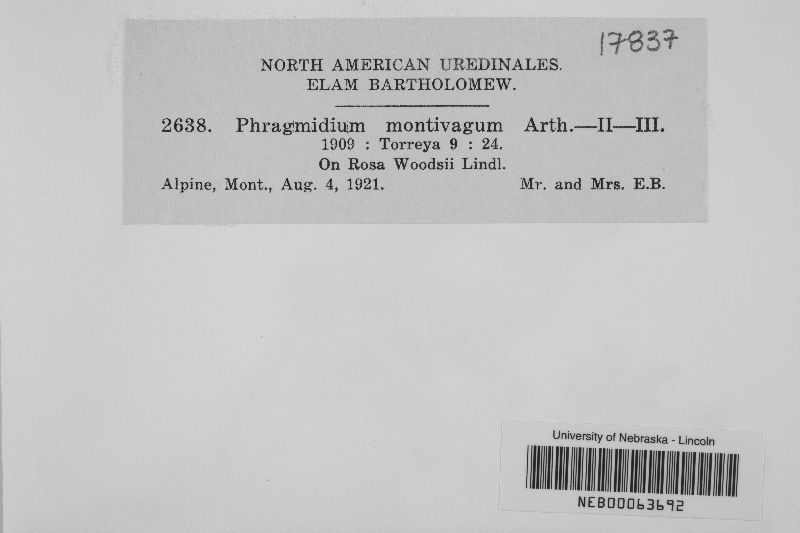 17837
NORTH AMERICAN UREDINALES.
ELAM BARTHOLOMEW.
2638. Phragmidium montivagum Arth.—II—III.
1909 : Torreya 9 : 24.
On Rosa Woodsii Lindl.
Alpine, Mont., Aug. 4, 1921. Mr. and Mrs. E.B.
University of Nebraska - Lincoln
NEB00063692